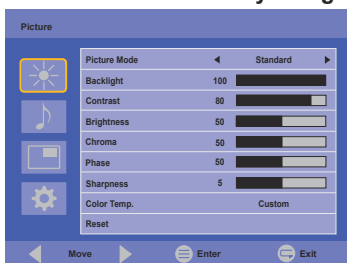 Picture
Picture Mode Standard
Backlight 100
Contrast 80
Brightness 50
Chroma 50
Phase 50
Sharpness 5
Color Temp. Custom
Reset
Move Enter Exit